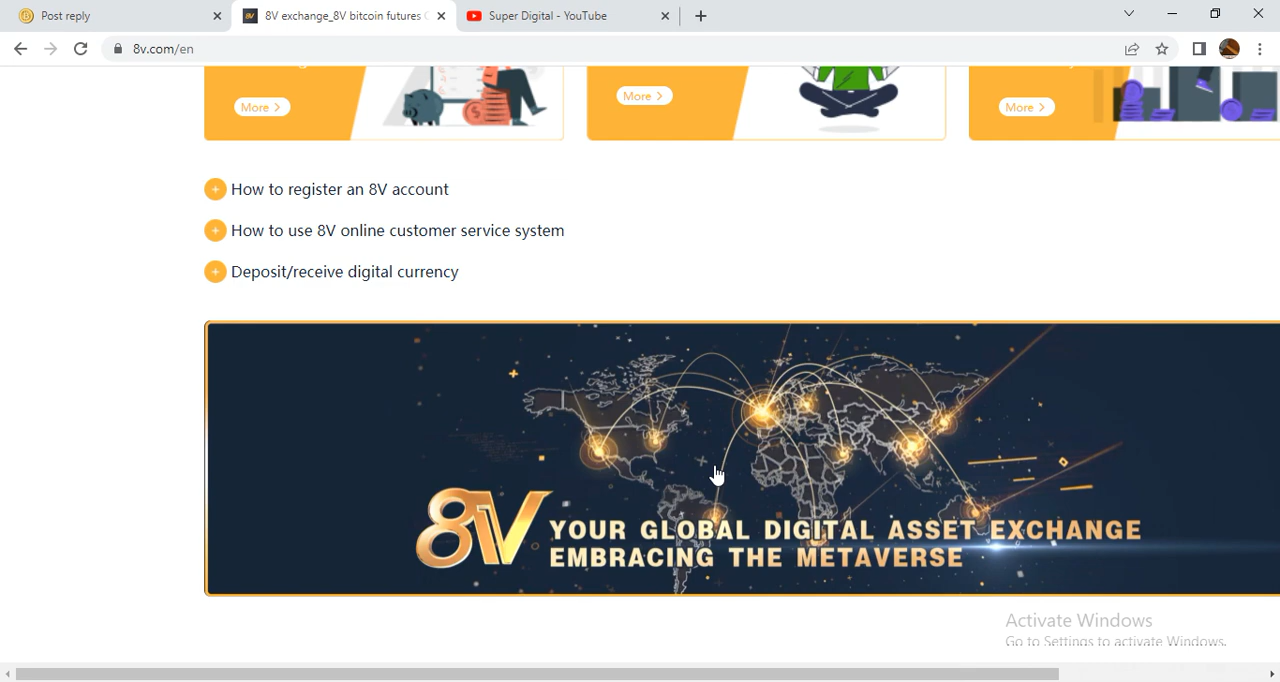 Post reply
8V exchange_8V bitcoin futures
Super Digital - YouTube
8v.com/en
More >
More >
More >
How to register an 8V account
How to use 8V online customer service system
Deposit/receive digital currency
8V YOUR GLOBAL DIGITAL ASSET EXCHANGE
EMBRACING THE METAVERSE
Activate Windows
Go to Settings to activate Windows.